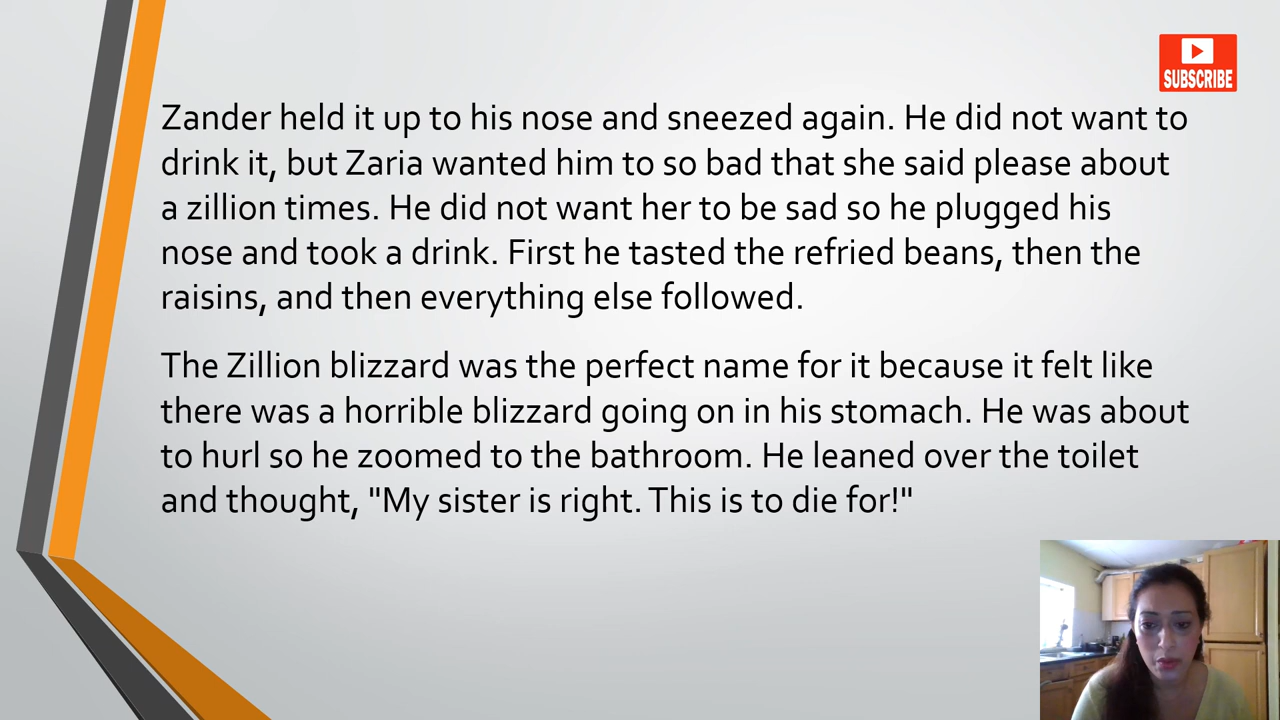 SUBSCRIBE
Zander held it up to his nose and sneezed again. He did not want to
drink it, but Zaria wanted him to so bad that she said please about
a zillion times. He did not want her to be sad so he plugged his
nose and took a drink. First he tasted the refried beans, then the
raisins, and then everything else followed.
The Zillion blizzard was the perfect name for it because it felt like
there was a horrible blizzard going on in his stomach. He was about
to hurl so he zoomed to the bathroom. He leaned over the toilet
and thought, "My sister is right. This is to die for!"